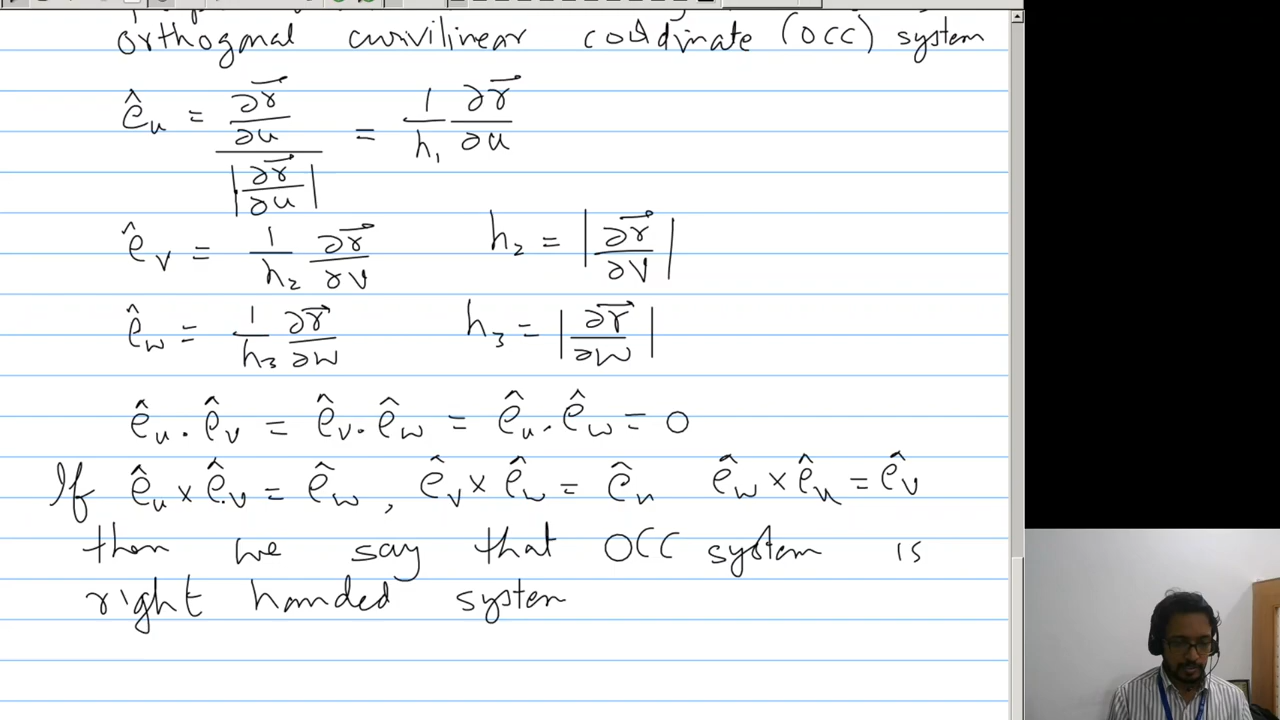 orthogonal curvilinear coordinate (OCC) system
ê_u = ∂r⃗/∂u / |∂r⃗/∂u| = 1/h₁ ∂r⃗/∂u
ê_v = 1/h₂ ∂r⃗/∂v h₂ = |∂r⃗/∂v|
ê_w = 1/h₃ ∂r⃗/∂w h₃ = |∂r⃗/∂w|
ê_u . ê_v = ê_v . ê_w = ê_u . ê_w = 0
If ê_u × ê_v = ê_w , ê_v × ê_w = ê_u ê_w × ê_u = ê_v
then we say that OCC system is
right handed system